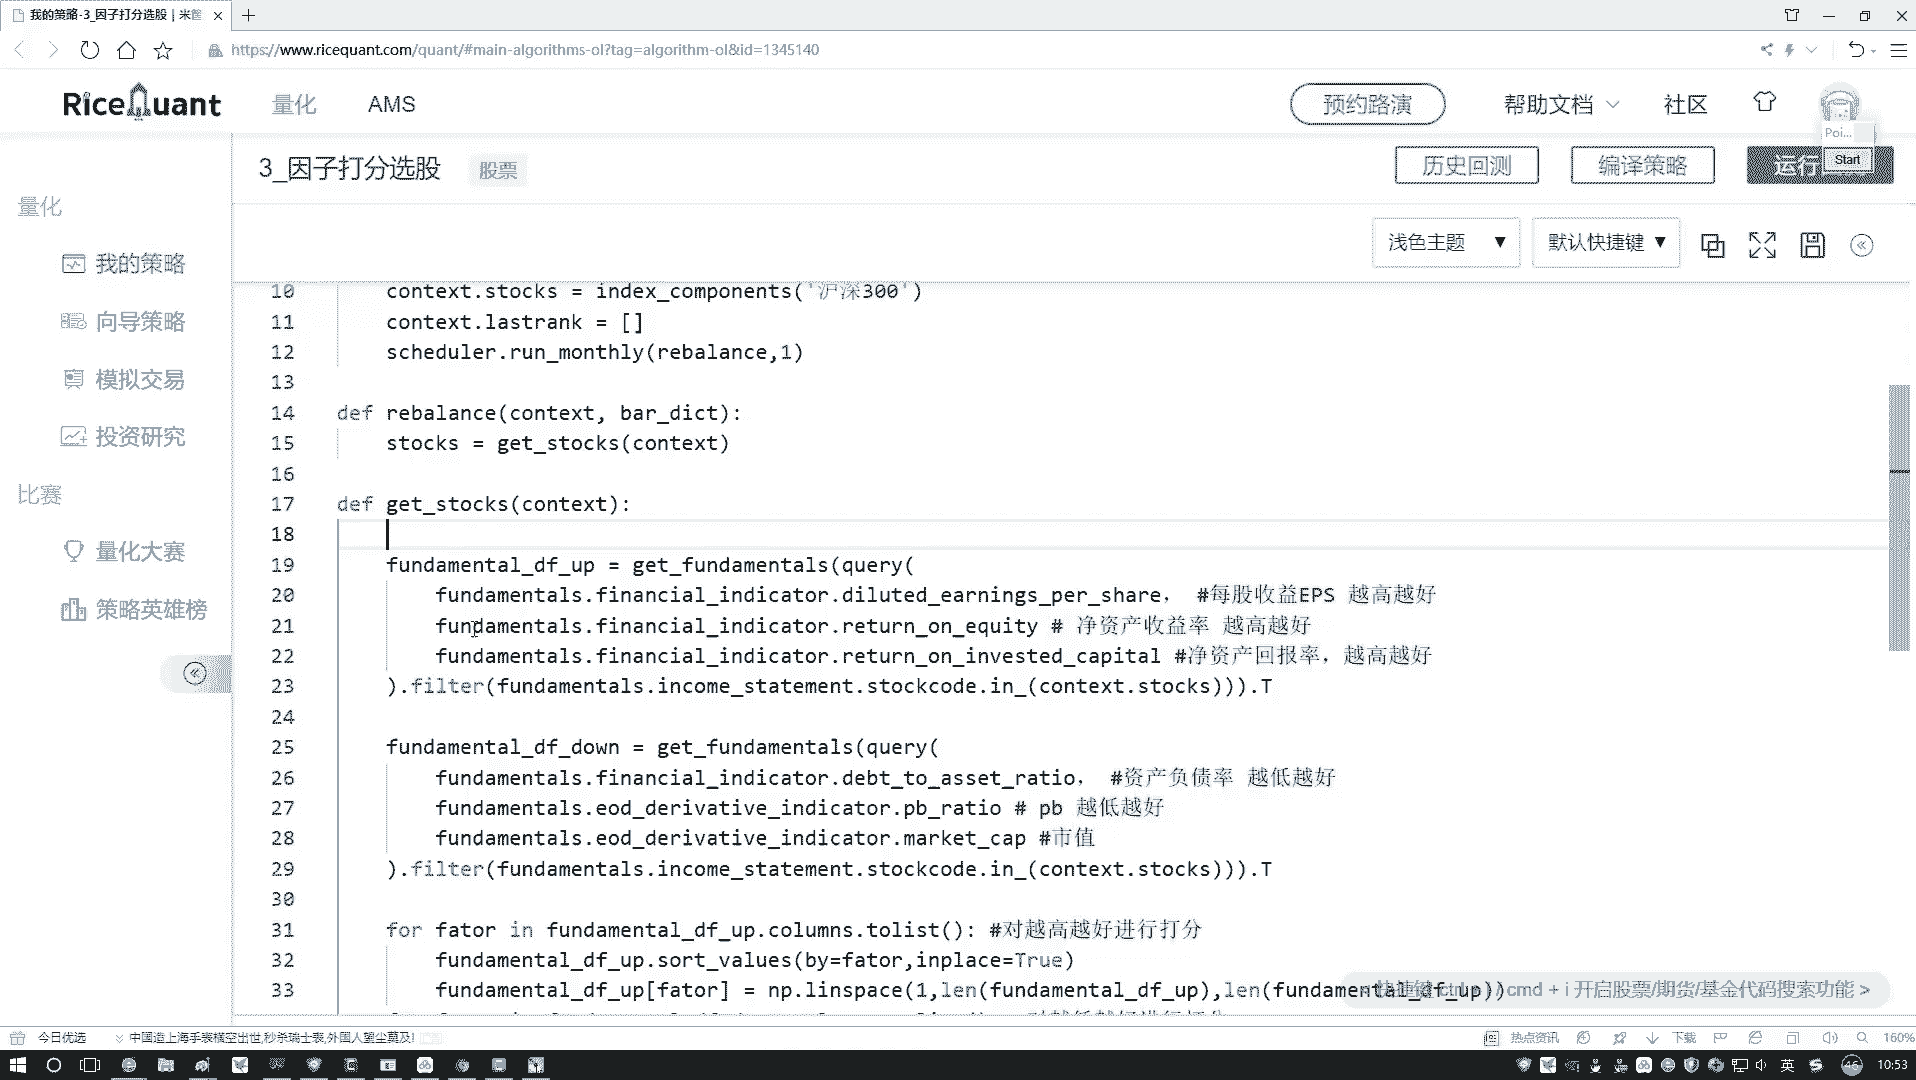 我的策略-3_因子打分选股 | 米筐
https://www.ricequant.com/quant/#main-algorithms-ol?tag=algorithm-ol&id=1345140
RiceQuant
量化
AMS
预约路演
帮助文档
社区
Poi...
Start
3_因子打分选股
股票
历史回测
编译策略
运行
量化
我的策略
向导策略
模拟交易
投资研究
比赛
量化大赛
策略英雄榜
浅色主题 ▼
默认快捷键 ▼
10 context.stocks = index_components('沪深300')
11 context.lastrank = []
12 scheduler.run_monthly(rebalance,1)
13
14 def rebalance(context, bar_dict):
15 stocks = get_stocks(context)
16
17 def get_stocks(context):
18
19 fundamental_df_up = get_fundamentals(query(
20 fundamentals.financial_indicator.diluted_earnings_per_share， #每股收益EPS 越高越好
21 fundamentals.financial_indicator.return_on_equity # 净资产收益率 越高越好
22 fundamentals.financial_indicator.return_on_invested_capital #净资产回报率，越高越好
23 ).filter(fundamentals.income_statement.stockcode.in_(context.stocks))).T
24
25 fundamental_df_down = get_fundamentals(query(
26 fundamentals.financial_indicator.debt_to_asset_ratio， #资产负债率 越低越好
27 fundamentals.eod_derivative_indicator.pb_ratio # pb 越低越好
28 fundamentals.eod_derivative_indicator.market_cap #市值
29 ).filter(fundamentals.income_statement.stockcode.in_(context.stocks))).T
30
31 for fator in fundamental_df_up.columns.tolist(): #对越高越好进行打分
32 fundamental_df_up.sort_values(by=fator,inplace=True)
33 fundamental_df_up[fator] = np.linspace(1,len(fundamental_df_up),len(fundamental_df_up))
cmd + i 开启股票/期货/基金代码搜索功能 >
今日优选
中國造上海手表横空出世,秒杀瑞士表,外国人望尘莫及!
热点资讯
下载
160%
英
46
10:53